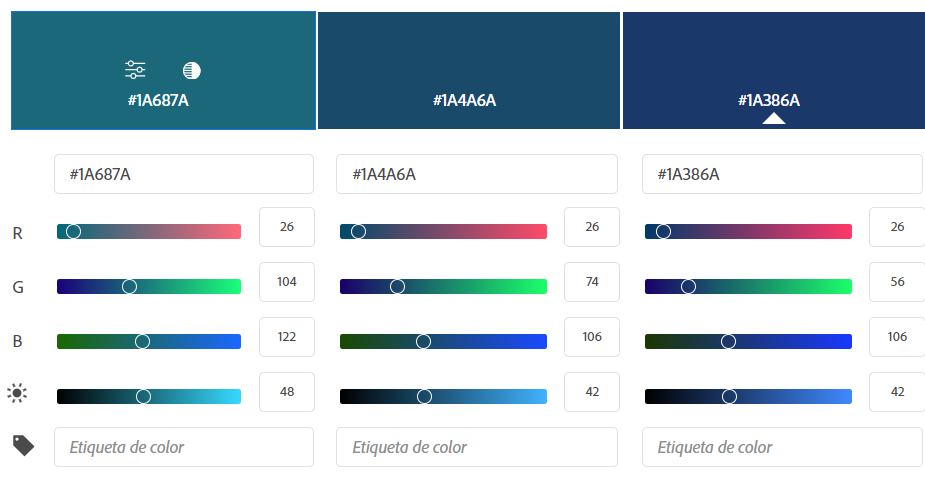 #1A687A #1A4A6A #1A386A
#1A687A #1A4A6A #1A386A
R 26 26 26
G 104 74 56
B 122 106 106
48 42 42
Etiqueta de color Etiqueta de color Etiqueta de color